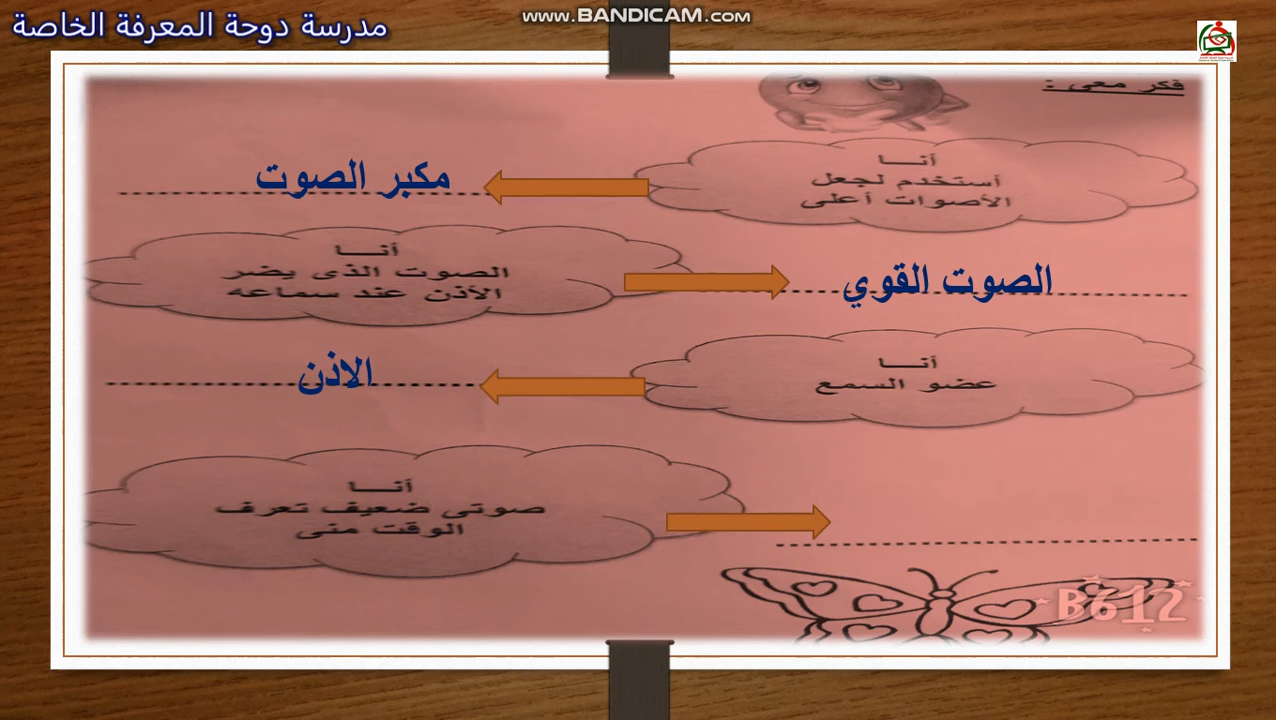 مدرسة دوحة المعرفة الخاصة
www.BANDICAM.com
فكر معى :
أنا
أستخدم لجعل
الأصوات أعلى
مكبر الصوت
أنا
الصوت الذى يضر
الأذن عند سماعه
الصوت القوي
أنا
عضو السمع
الاذن
أنا
صوتى ضعيف تعرف
الوقت منى
B612